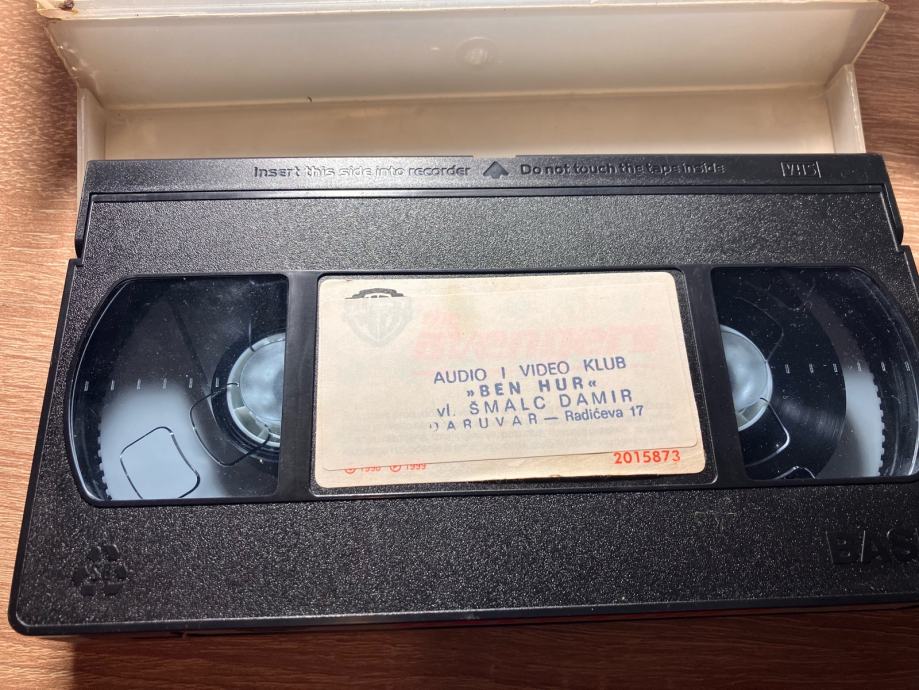 Insert this side into recorder Do not touch the tape inside VHS
AUDIO I VIDEO KLUB
»BEN HUR«
vl. ŠMALC DAMIR
DARUVAR — Radićeva 17
© 1998 ℗ 1999
2015873
BAS